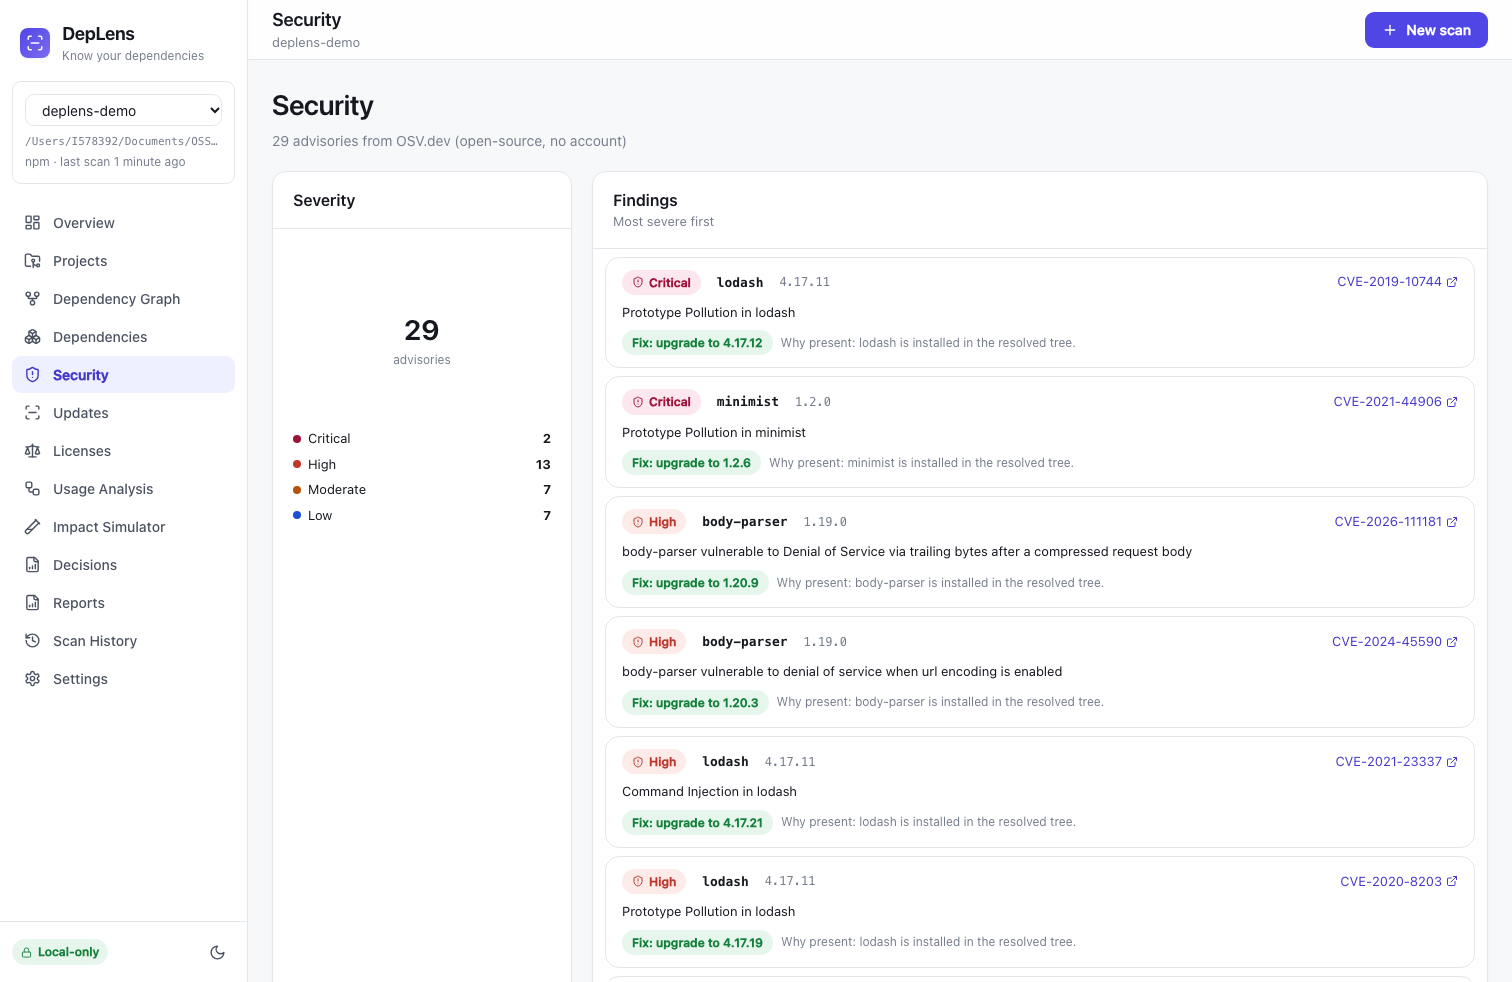 DepLens
Know your dependencies
deplens-demo
/Users/I578392/Documents/OSS…
npm · last scan 1 minute ago
Overview
Projects
Dependency Graph
Dependencies
Security
Updates
Licenses
Usage Analysis
Impact Simulator
Decisions
Reports
Scan History
Settings
Local-only
Security
deplens-demo
New scan
Security
29 advisories from OSV.dev (open-source, no account)
Severity
29
advisories
Critical 2
High 13
Moderate 7
Low 7
Findings
Most severe first
Critical lodash 4.17.11 CVE-2019-10744
Prototype Pollution in lodash
Fix: upgrade to 4.17.12 Why present: lodash is installed in the resolved tree.
Critical minimist 1.2.0 CVE-2021-44906
Prototype Pollution in minimist
Fix: upgrade to 1.2.6 Why present: minimist is installed in the resolved tree.
High body-parser 1.19.0 CVE-2026-111181
body-parser vulnerable to Denial of Service via trailing bytes after a compressed request body
Fix: upgrade to 1.20.9 Why present: body-parser is installed in the resolved tree.
High body-parser 1.19.0 CVE-2024-45590
body-parser vulnerable to denial of service when url encoding is enabled
Fix: upgrade to 1.20.3 Why present: body-parser is installed in the resolved tree.
High lodash 4.17.11 CVE-2021-23337
Command Injection in lodash
Fix: upgrade to 4.17.21 Why present: lodash is installed in the resolved tree.
High lodash 4.17.11 CVE-2020-8203
Prototype Pollution in lodash
Fix: upgrade to 4.17.19 Why present: lodash is installed in the resolved tree.